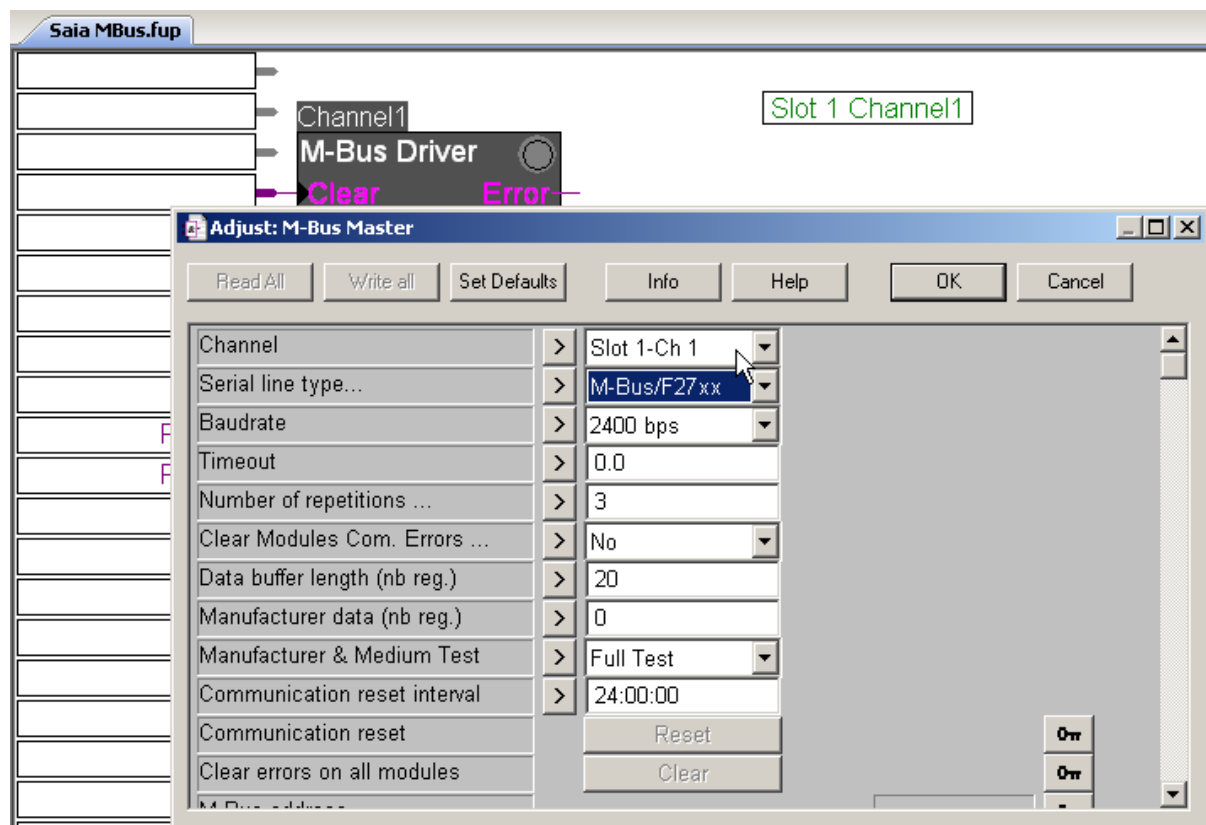 Saia MBus.fup
Channel1
Slot 1 Channel1
M-Bus Driver
Clear Error
Adjust: M-Bus Master
Read All Write all Set Defaults Info Help OK Cancel
Channel > Slot 1-Ch 1
Serial line type... > M-Bus/F27xx
Baudrate > 2400 bps
Timeout > 0.0
Number of repetitions ... > 3
Clear Modules Com. Errors ... > No
Data buffer length (nb reg.) > 20
Manufacturer data (nb reg.) > 0
Manufacturer & Medium Test > Full Test
Communication reset interval > 24:00:00
Communication reset Reset
Clear errors on all modules Clear